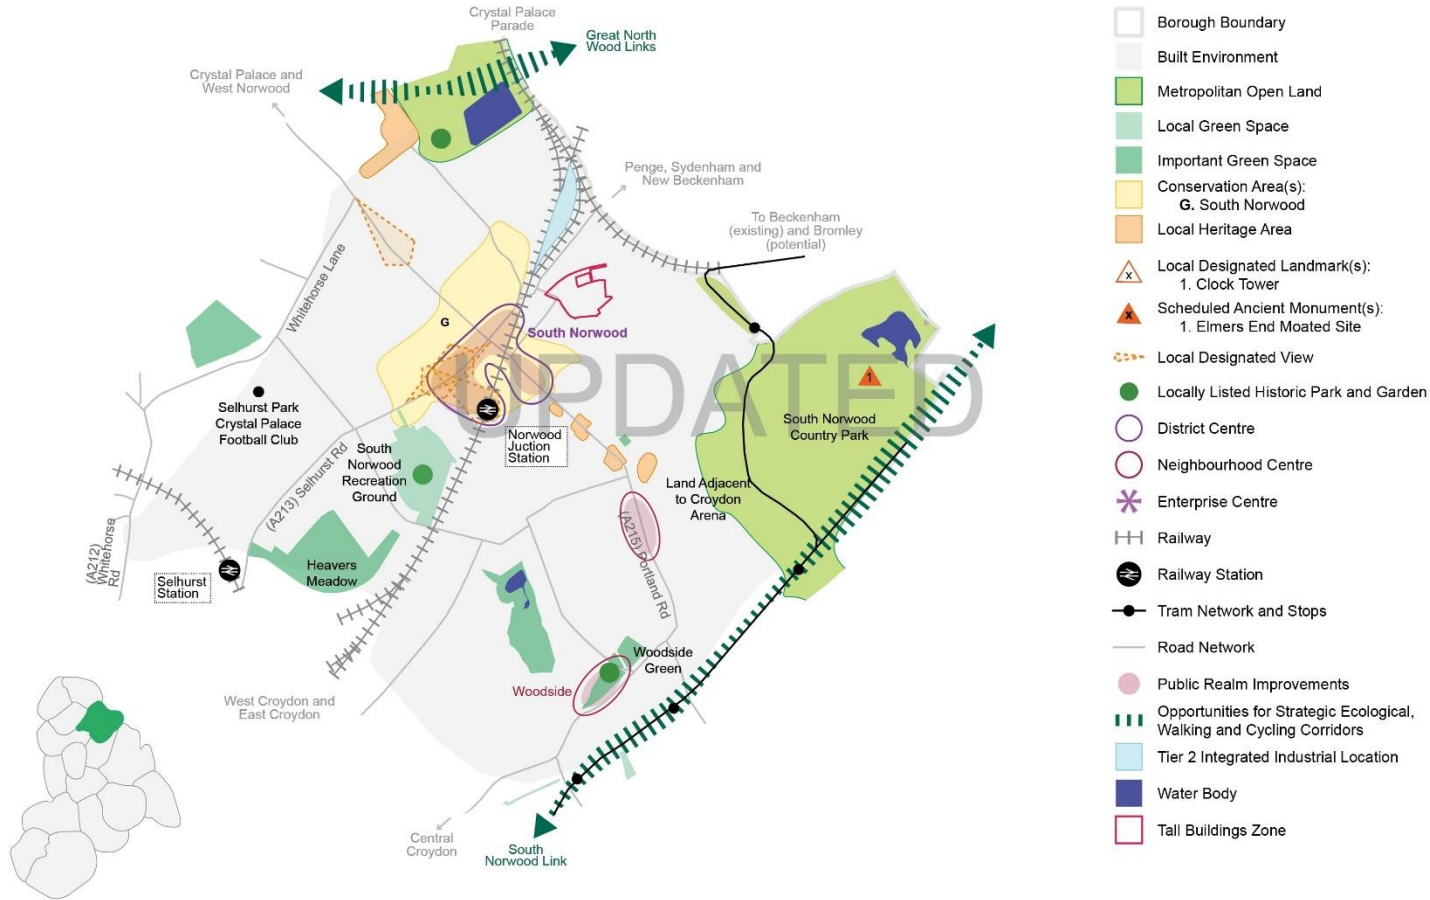 Crystal Palace
Parade
Great North
Wood Links
Crystal Palace and
West Norwood
Penge, Sydenham and
New Beckenham
To Beckenham
(existing) and Bromley
(potential)
Whitehorse Lane
G
South Norwood
UPDATED
1
Selhurst Park
Crystal Palace
Football Club
South Norwood
Country Park
Norwood
Juction
Station
South
Norwood
Recreation
Ground
(A213) Selhurst Rd
Land Adjacent
to Croydon
Arena
(A215) Portland Rd
(A212)
Whitehorse
Rd
Selhurst
Station
Heavers
Meadow
Woodside
Green
Woodside
West Croydon and
East Croydon
Central
Croydon
South
Norwood Link
Borough Boundary
Built Environment
Metropolitan Open Land
Local Green Space
Important Green Space
Conservation Area(s):
G. South Norwood
Local Heritage Area
x
Local Designated Landmark(s):
1. Clock Tower
x
Scheduled Ancient Monument(s):
1. Elmers End Moated Site
Local Designated View
Locally Listed Historic Park and Garden
District Centre
Neighbourhood Centre
Enterprise Centre
Railway
Railway Station
Tram Network and Stops
Road Network
Public Realm Improvements
Opportunities for Strategic Ecological,
Walking and Cycling Corridors
Tier 2 Integrated Industrial Location
Water Body
Tall Buildings Zone